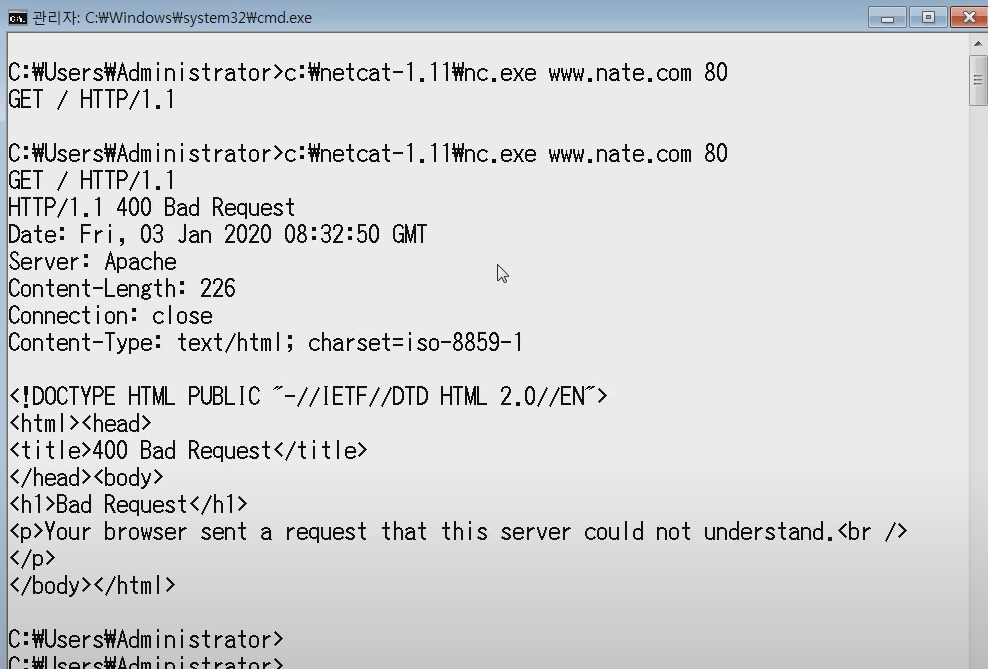 관리자: C:₩Windows₩system32₩cmd.exe
C:₩Users₩Administrator>c:₩netcat-1.11₩nc.exe www.nate.com 80
GET / HTTP/1.1
C:₩Users₩Administrator>c:₩netcat-1.11₩nc.exe www.nate.com 80
GET / HTTP/1.1
HTTP/1.1 400 Bad Request
Date: Fri, 03 Jan 2020 08:32:50 GMT
Server: Apache
Content-Length: 226
Connection: close
Content-Type: text/html; charset=iso-8859-1
<!DOCTYPE HTML PUBLIC "-//IETF//DTD HTML 2.0//EN">
<html><head>
<title>400 Bad Request</title>
</head><body>
<h1>Bad Request</h1>
<p>Your browser sent a request that this server could not understand.<br />
</p>
</body></html>
C:₩Users₩Administrator>
C:₩Users₩Administrator>